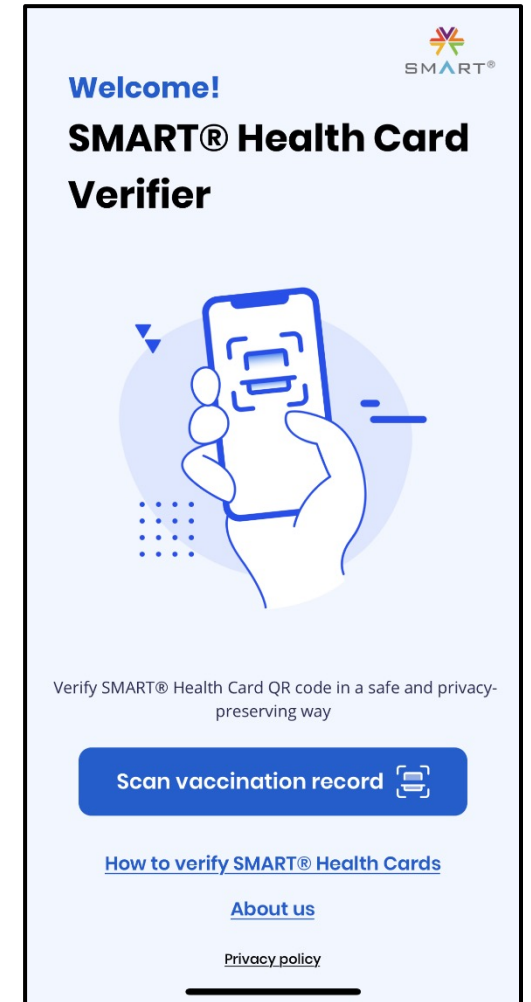 SMART®
Welcome!
SMART® Health Card
Verifier
Verify SMART® Health Card QR code in a safe and privacy-
preserving way
Scan vaccination record
How to verify SMART® Health Cards
About us
Privacy policy